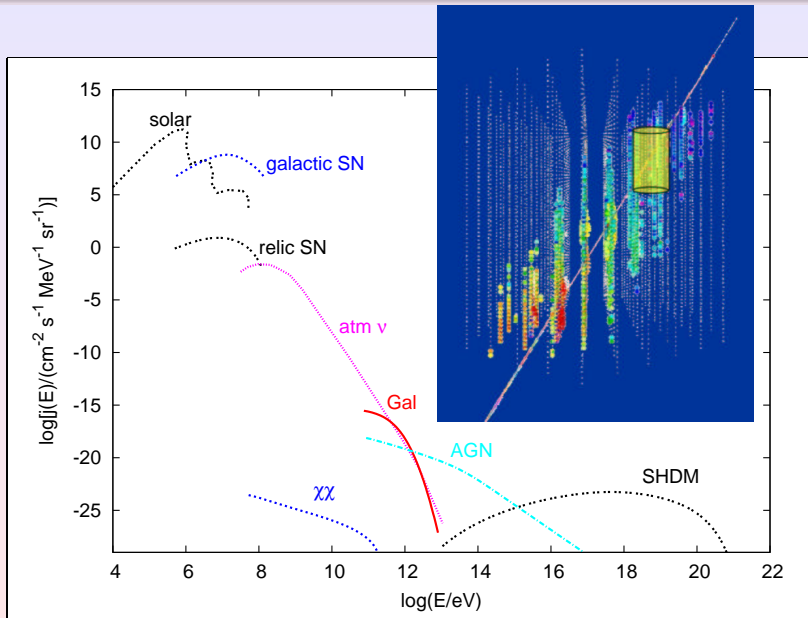 15
10
5
0
-5
-10
-15
-20
-25
log[j(E)/(cm⁻² s⁻¹ MeV⁻¹ sr⁻¹)]
solar
galactic SN
relic SN
atm ν
Gal
AGN
SHDM
χχ
4 6 8 10 12 14 16 18 20 22
log(E/eV)